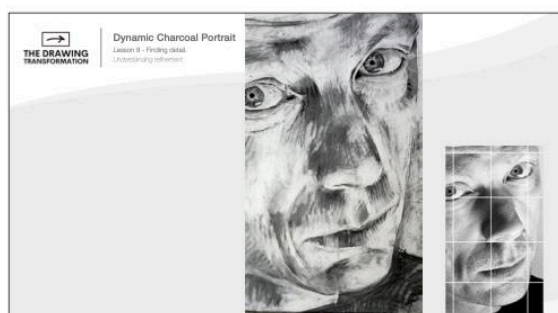 THE DRAWING
TRANSFORMATION
Dynamic Charcoal Portrait
Lesson 8 - Finding detail.
Understanding refinement